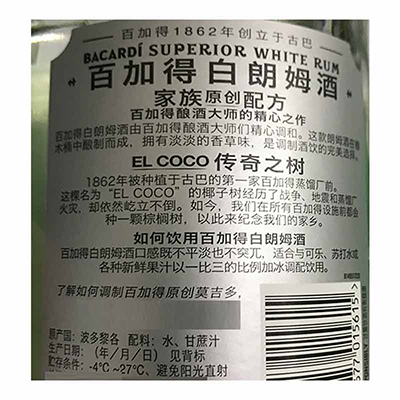 百加得1862年创立于古巴
BACARDÍ SUPERIOR WHITE RUM
百加得白朗姆酒
家族原创配方
百加得酿酒大师的精心之作
百加得白朗姆酒由百加得酿酒大师们精心调和。这款朗姆酒在橡
木桶中酿制而成，拥有淡淡的香草味，是调制酒饮的完美选择。
EL COCO 传奇之树
1862年被种植于古巴的第一家百加得蒸馏厂前。
这棵名为“EL COCO”的椰子树经历了战争、地震和蒸馏厂
火灾，却依然屹立不倒。如今，我们在所有百加得设施前都会
种一颗棕榈树，以此来纪念我们的家乡。
如何饮用百加得白朗姆酒
百加得白朗姆酒口感既不平淡也不突兀，适合与可乐、苏打水或
各种新鲜果汁以一比三的比例加冰调配饮用。
了解如何调制百加得原创莫吉多，
原产国：波多黎各 配料：水、甘蔗汁
生产日期：（年／月／日）见背标
贮存条件：-4℃ ~27℃、避免阳光直射
577 015615